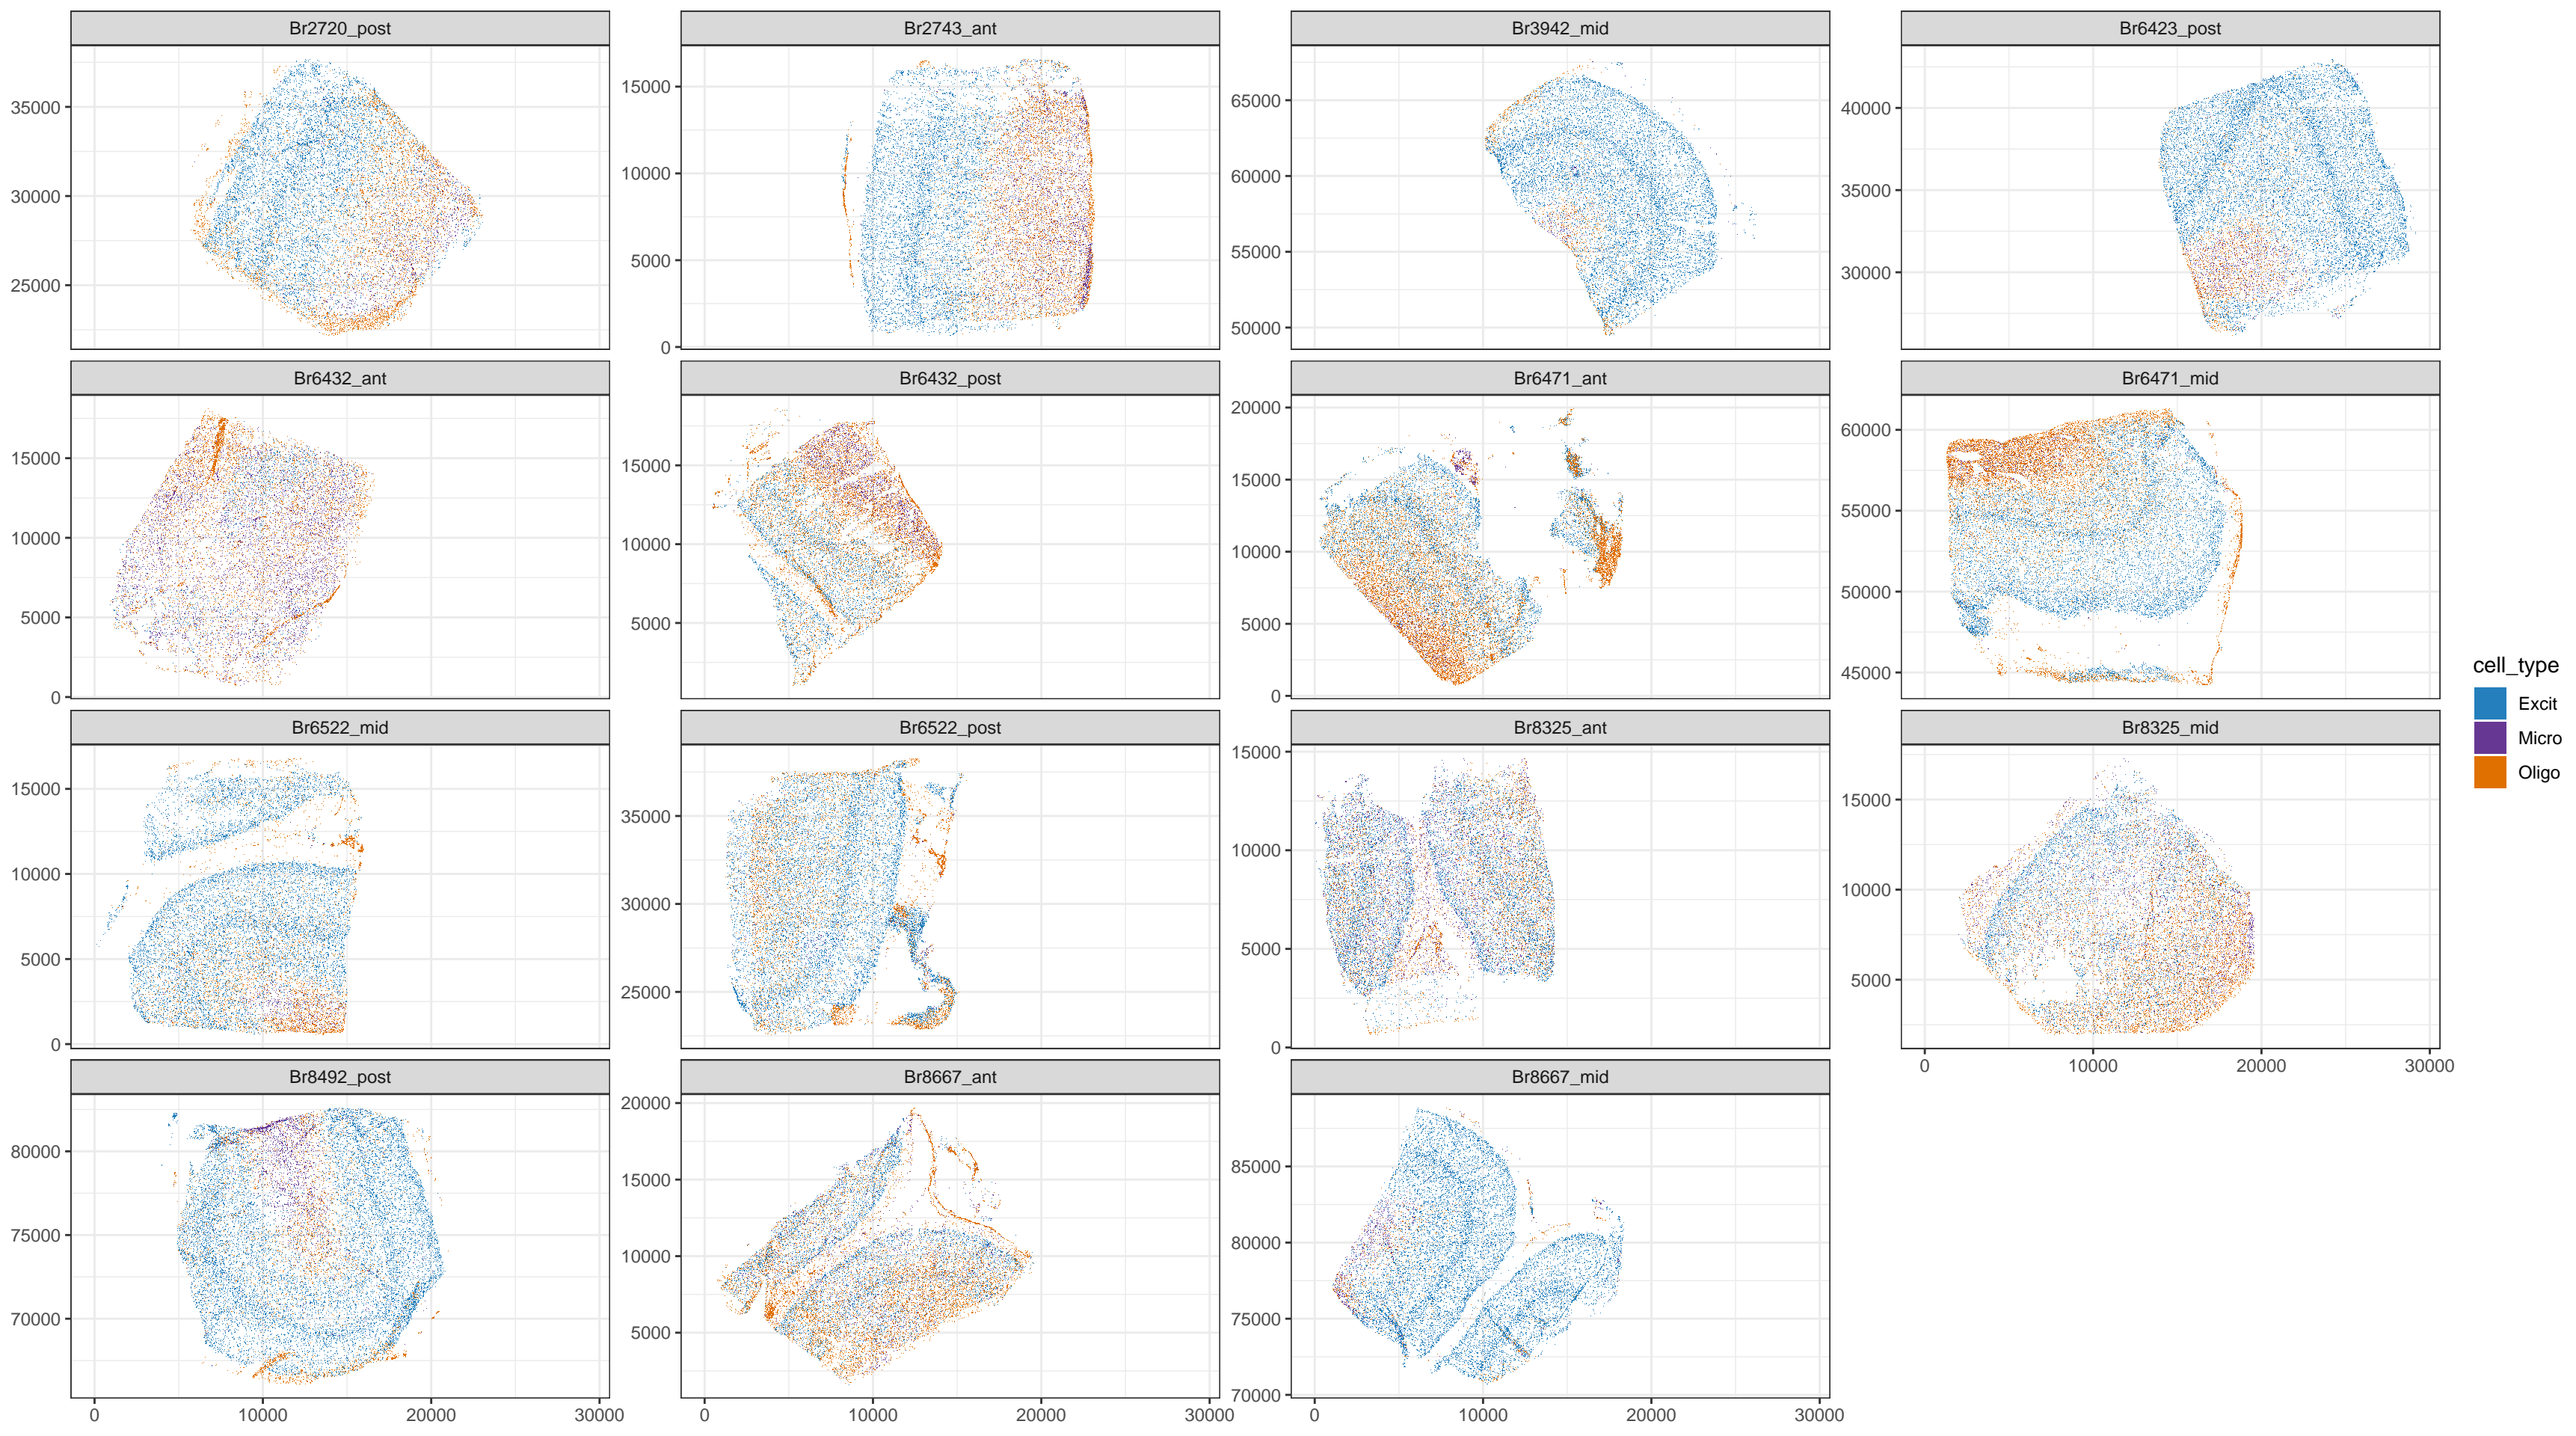 Br2720_post
Br2743_ant
Br3942_mid
Br6423_post
35000
30000
25000
15000
10000
5000
0
65000
60000
55000
50000
40000
35000
30000
Br6432_ant
Br6432_post
Br6471_ant
Br6471_mid
15000
10000
5000
0
15000
10000
5000
20000
15000
10000
5000
0
60000
55000
50000
45000
cell_type
Excit
Micro
Oligo
Br6522_mid
Br6522_post
Br8325_ant
Br8325_mid
15000
10000
5000
0
35000
30000
25000
15000
10000
5000
0
15000
10000
5000
0 10000 20000 30000
Br8492_post
Br8667_ant
Br8667_mid
80000
75000
70000
20000
15000
10000
5000
85000
80000
75000
70000
0 10000 20000 30000
0 10000 20000 30000
0 10000 20000 30000